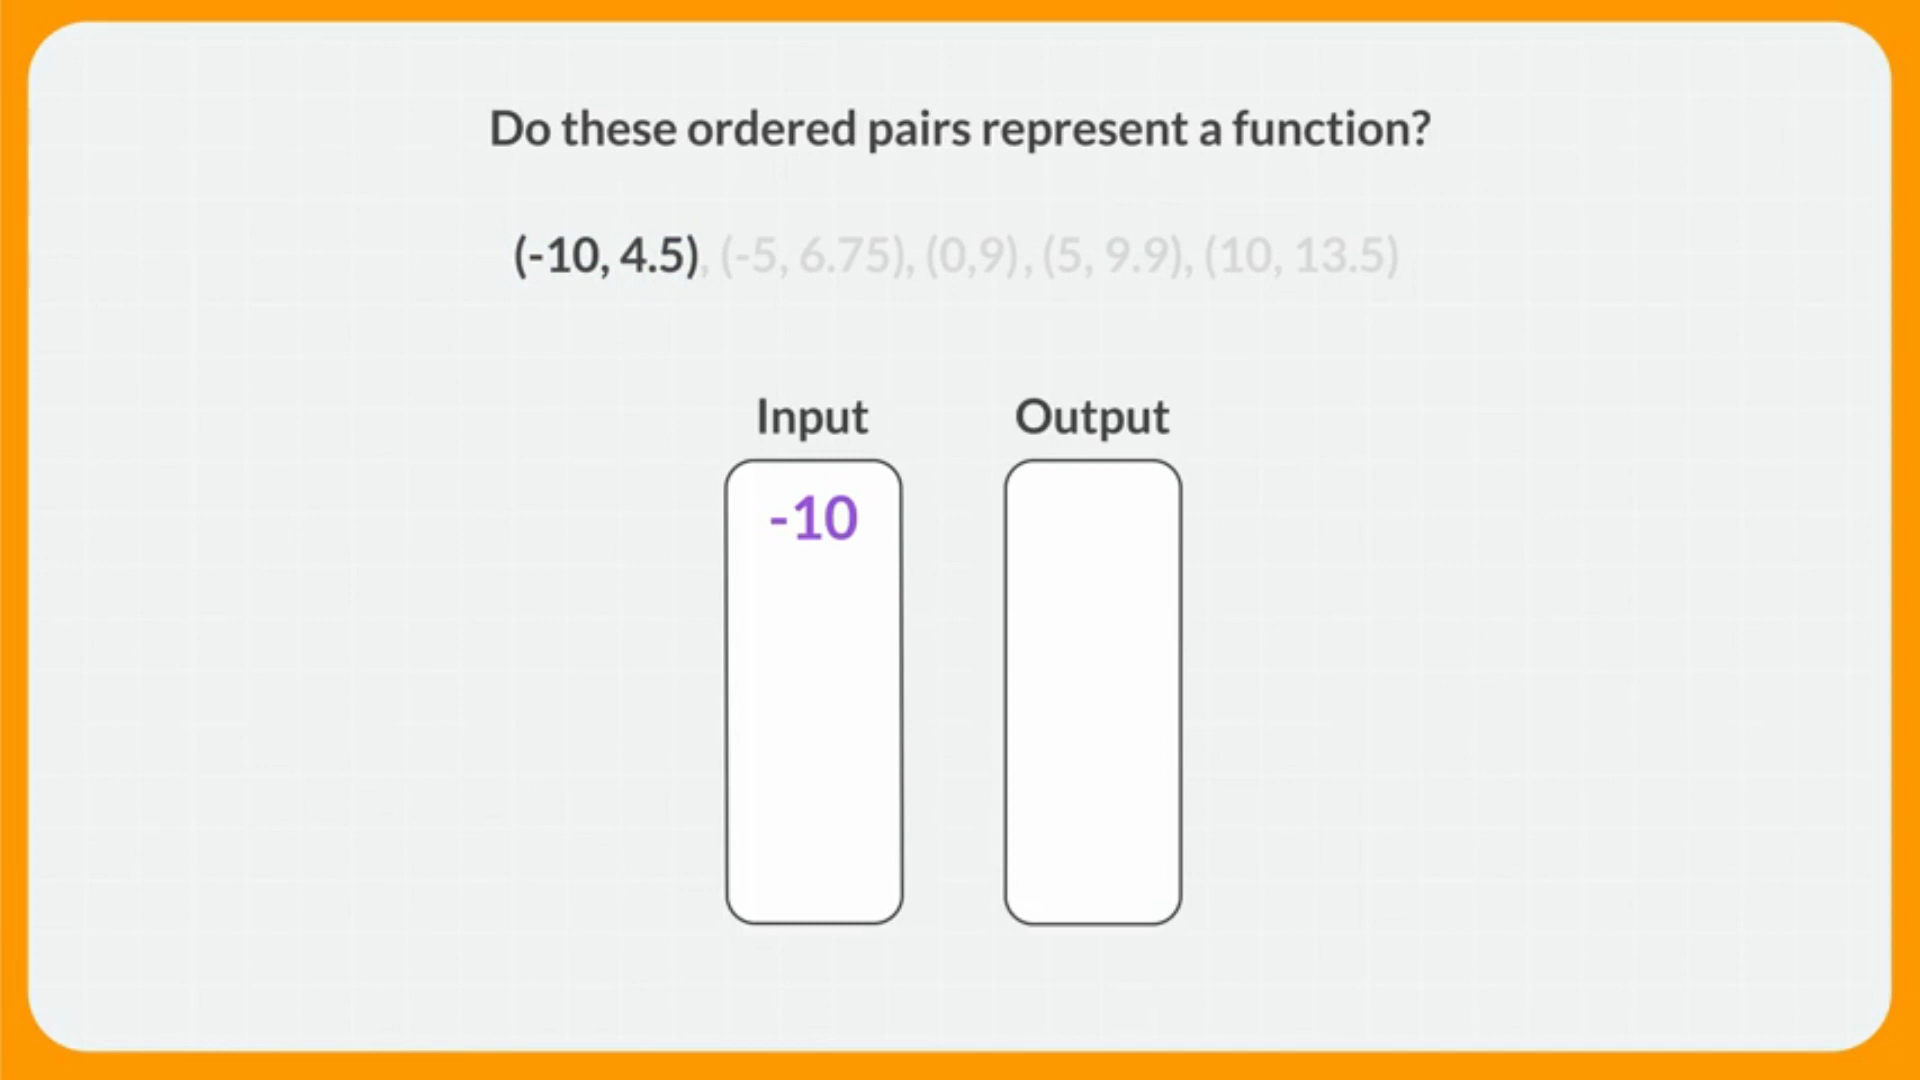 Do these ordered pairs represent a function?
(-10, 4.5), (-5, 6.75), (0,9), (5, 9.9), (10, 13.5)
Input Output
-10